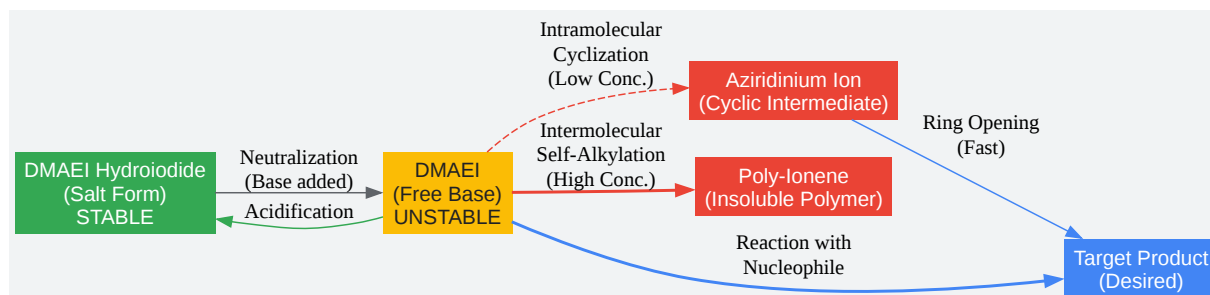 Intramolecular
Cyclization
(Low Conc.)
Aziridinium Ion
(Cyclic Intermediate)
Ring Opening
(Fast)
Intermolecular
Self-Alkylation
(High Conc.)
DMAEI Hydroiodide
(Salt Form)
STABLE
Neutralization
(Base added)
Acidification
DMAEI
(Free Base)
UNSTABLE
Poly-Ionene
(Insoluble Polymer)
Reaction with
Nucleophile
Target Product
(Desired)